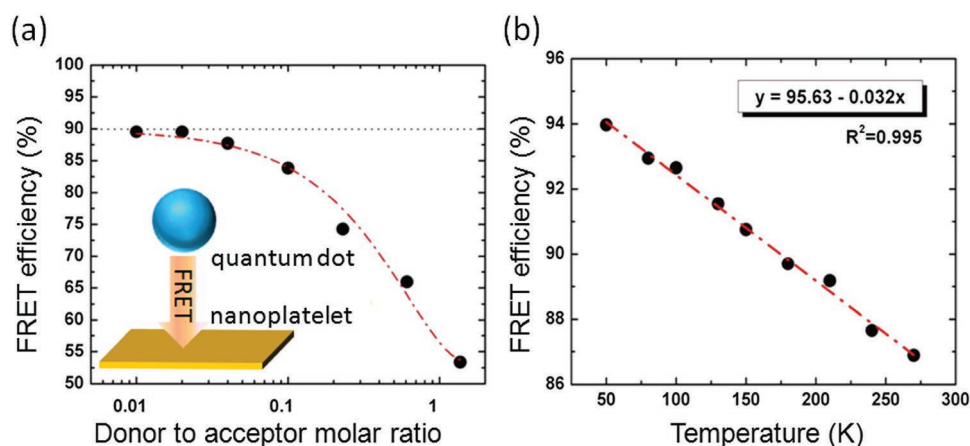 (a)
FRET efficiency (%)
100
95
90
85
80
75
70
65
60
55
50
quantum dot
FRET
nanoplatelet
0.01
0.1
1
Donor to acceptor molar ratio
(b)
FRET efficiency (%)
96
94
92
90
88
86
y = 95.63 - 0.032x
R²=0.995
50 100 150 200 250 300
Temperature (K)